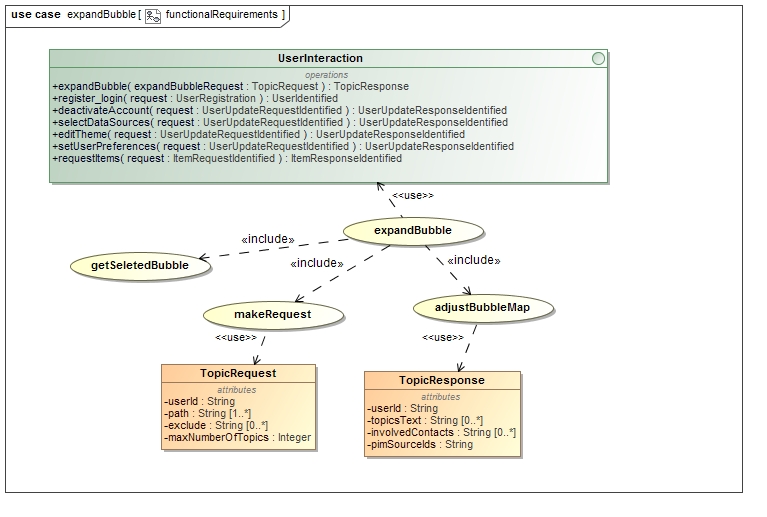 use case expandBubble [ functionalRequirements ]
UserInteraction
operations
+expandBubble( expandBubbleRequest : TopicRequest ) : TopicResponse
+register_login( request : UserRegistration ) : UserIdentified
+deactivateAccount( request : UserUpdateRequestIdentified ) : UserUpdateResponseIdentified
+selectDataSources( request : UserUpdateRequestIdentified ) : UserUpdateResponseIdentified
+editTheme( request : UserUpdateRequestIdentified ) : UserUpdateResponseIdentified
+setUserPreferences( request : UserUpdateRequestIdentified ) : UserUpdateResponseIdentified
+requestItems( request : ItemRequestIdentified ) : ItemResponseIdentified
<<use>>
expandBubble
«include»
«include»
«include»
getSeletedBubble
makeRequest
adjustBubbleMap
<<use>>
<<use>>
TopicRequest
attributes
-userId : String
-path : String [1..*]
-exclude : String [0..*]
-maxNumberOfTopics : Integer
TopicResponse
attributes
-userId : String
-topicsText : String [0..*]
-involvedContacts : String [0..*]
-pimSourceIds : String